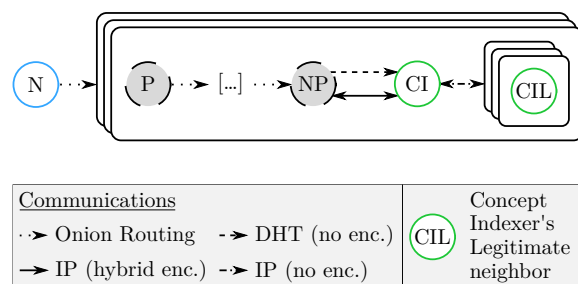 N
P
[...]
NP
CI
CIL
Communications
Onion Routing
DHT (no enc.)
IP (hybrid enc.)
IP (no enc.)
CIL
Concept
Indexer's
Legitimate
neighbor